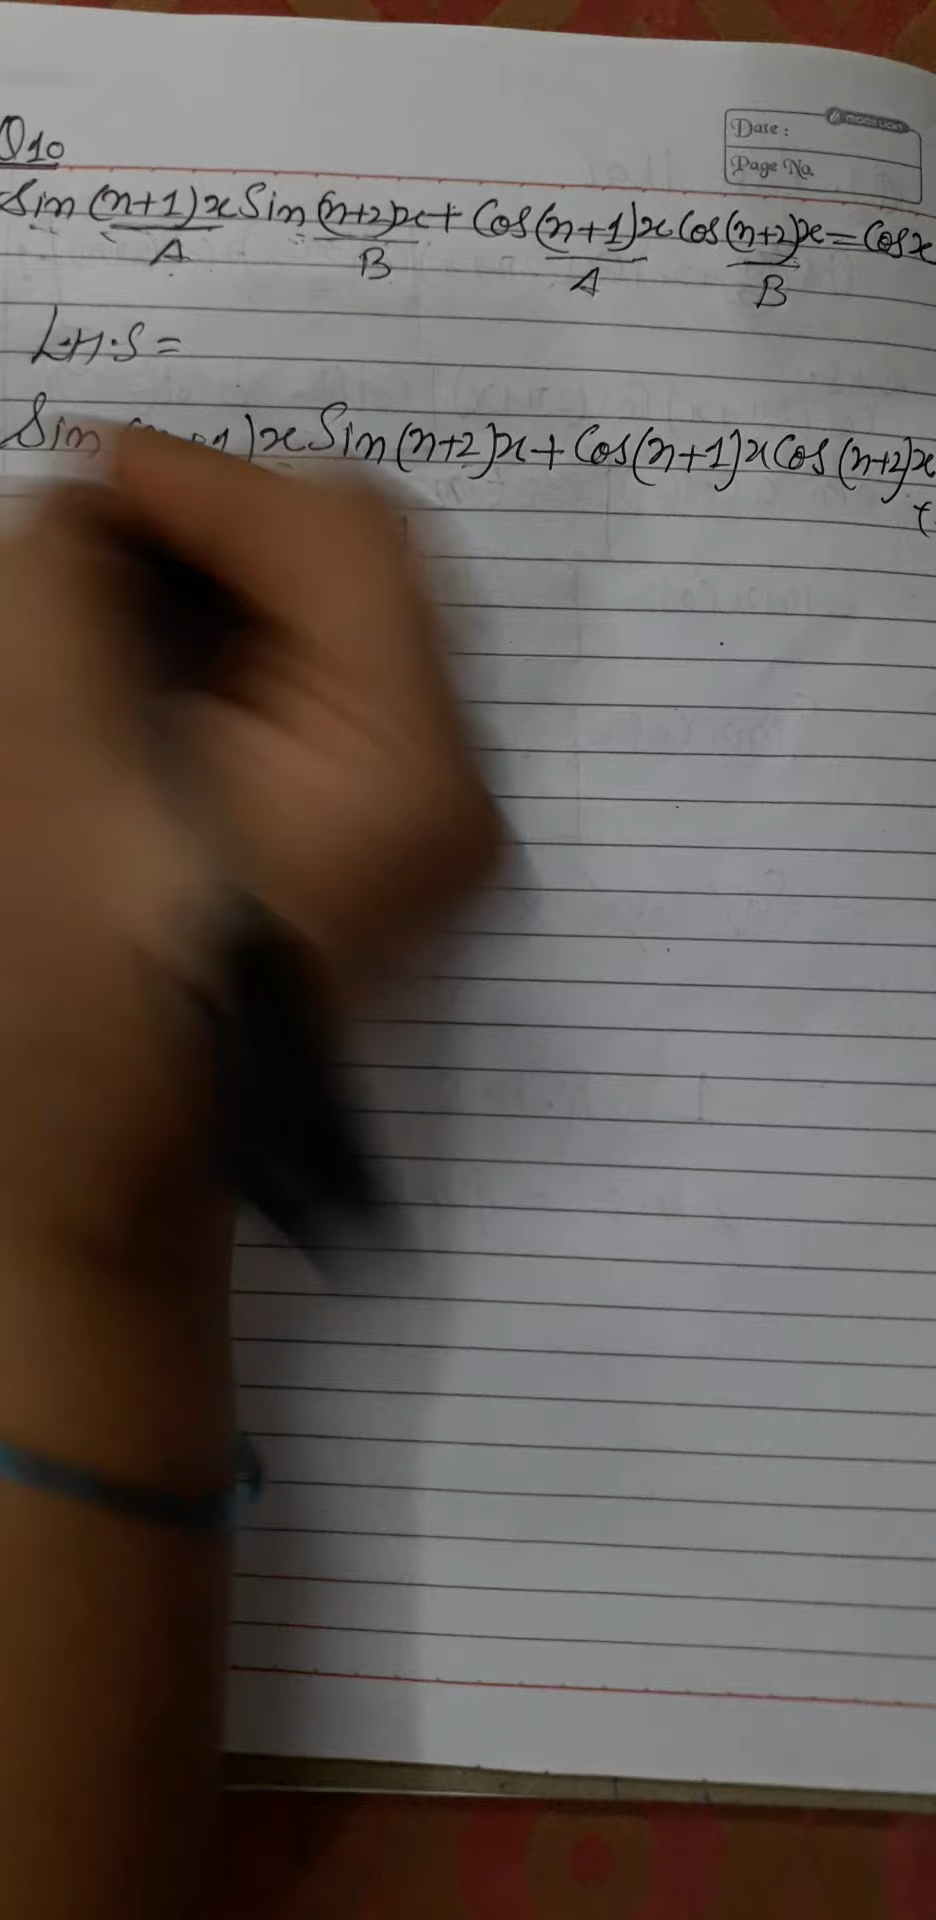 Q10
Date :
Page No.
Sin (n+1)x Sin (n+2)x + Cos(n+1)x Cos(n+2)x = Cosx
A B A B
L.H.S =
Sin )x Sin (n+2)x + Cos(n+1)x Cos (n+2)x